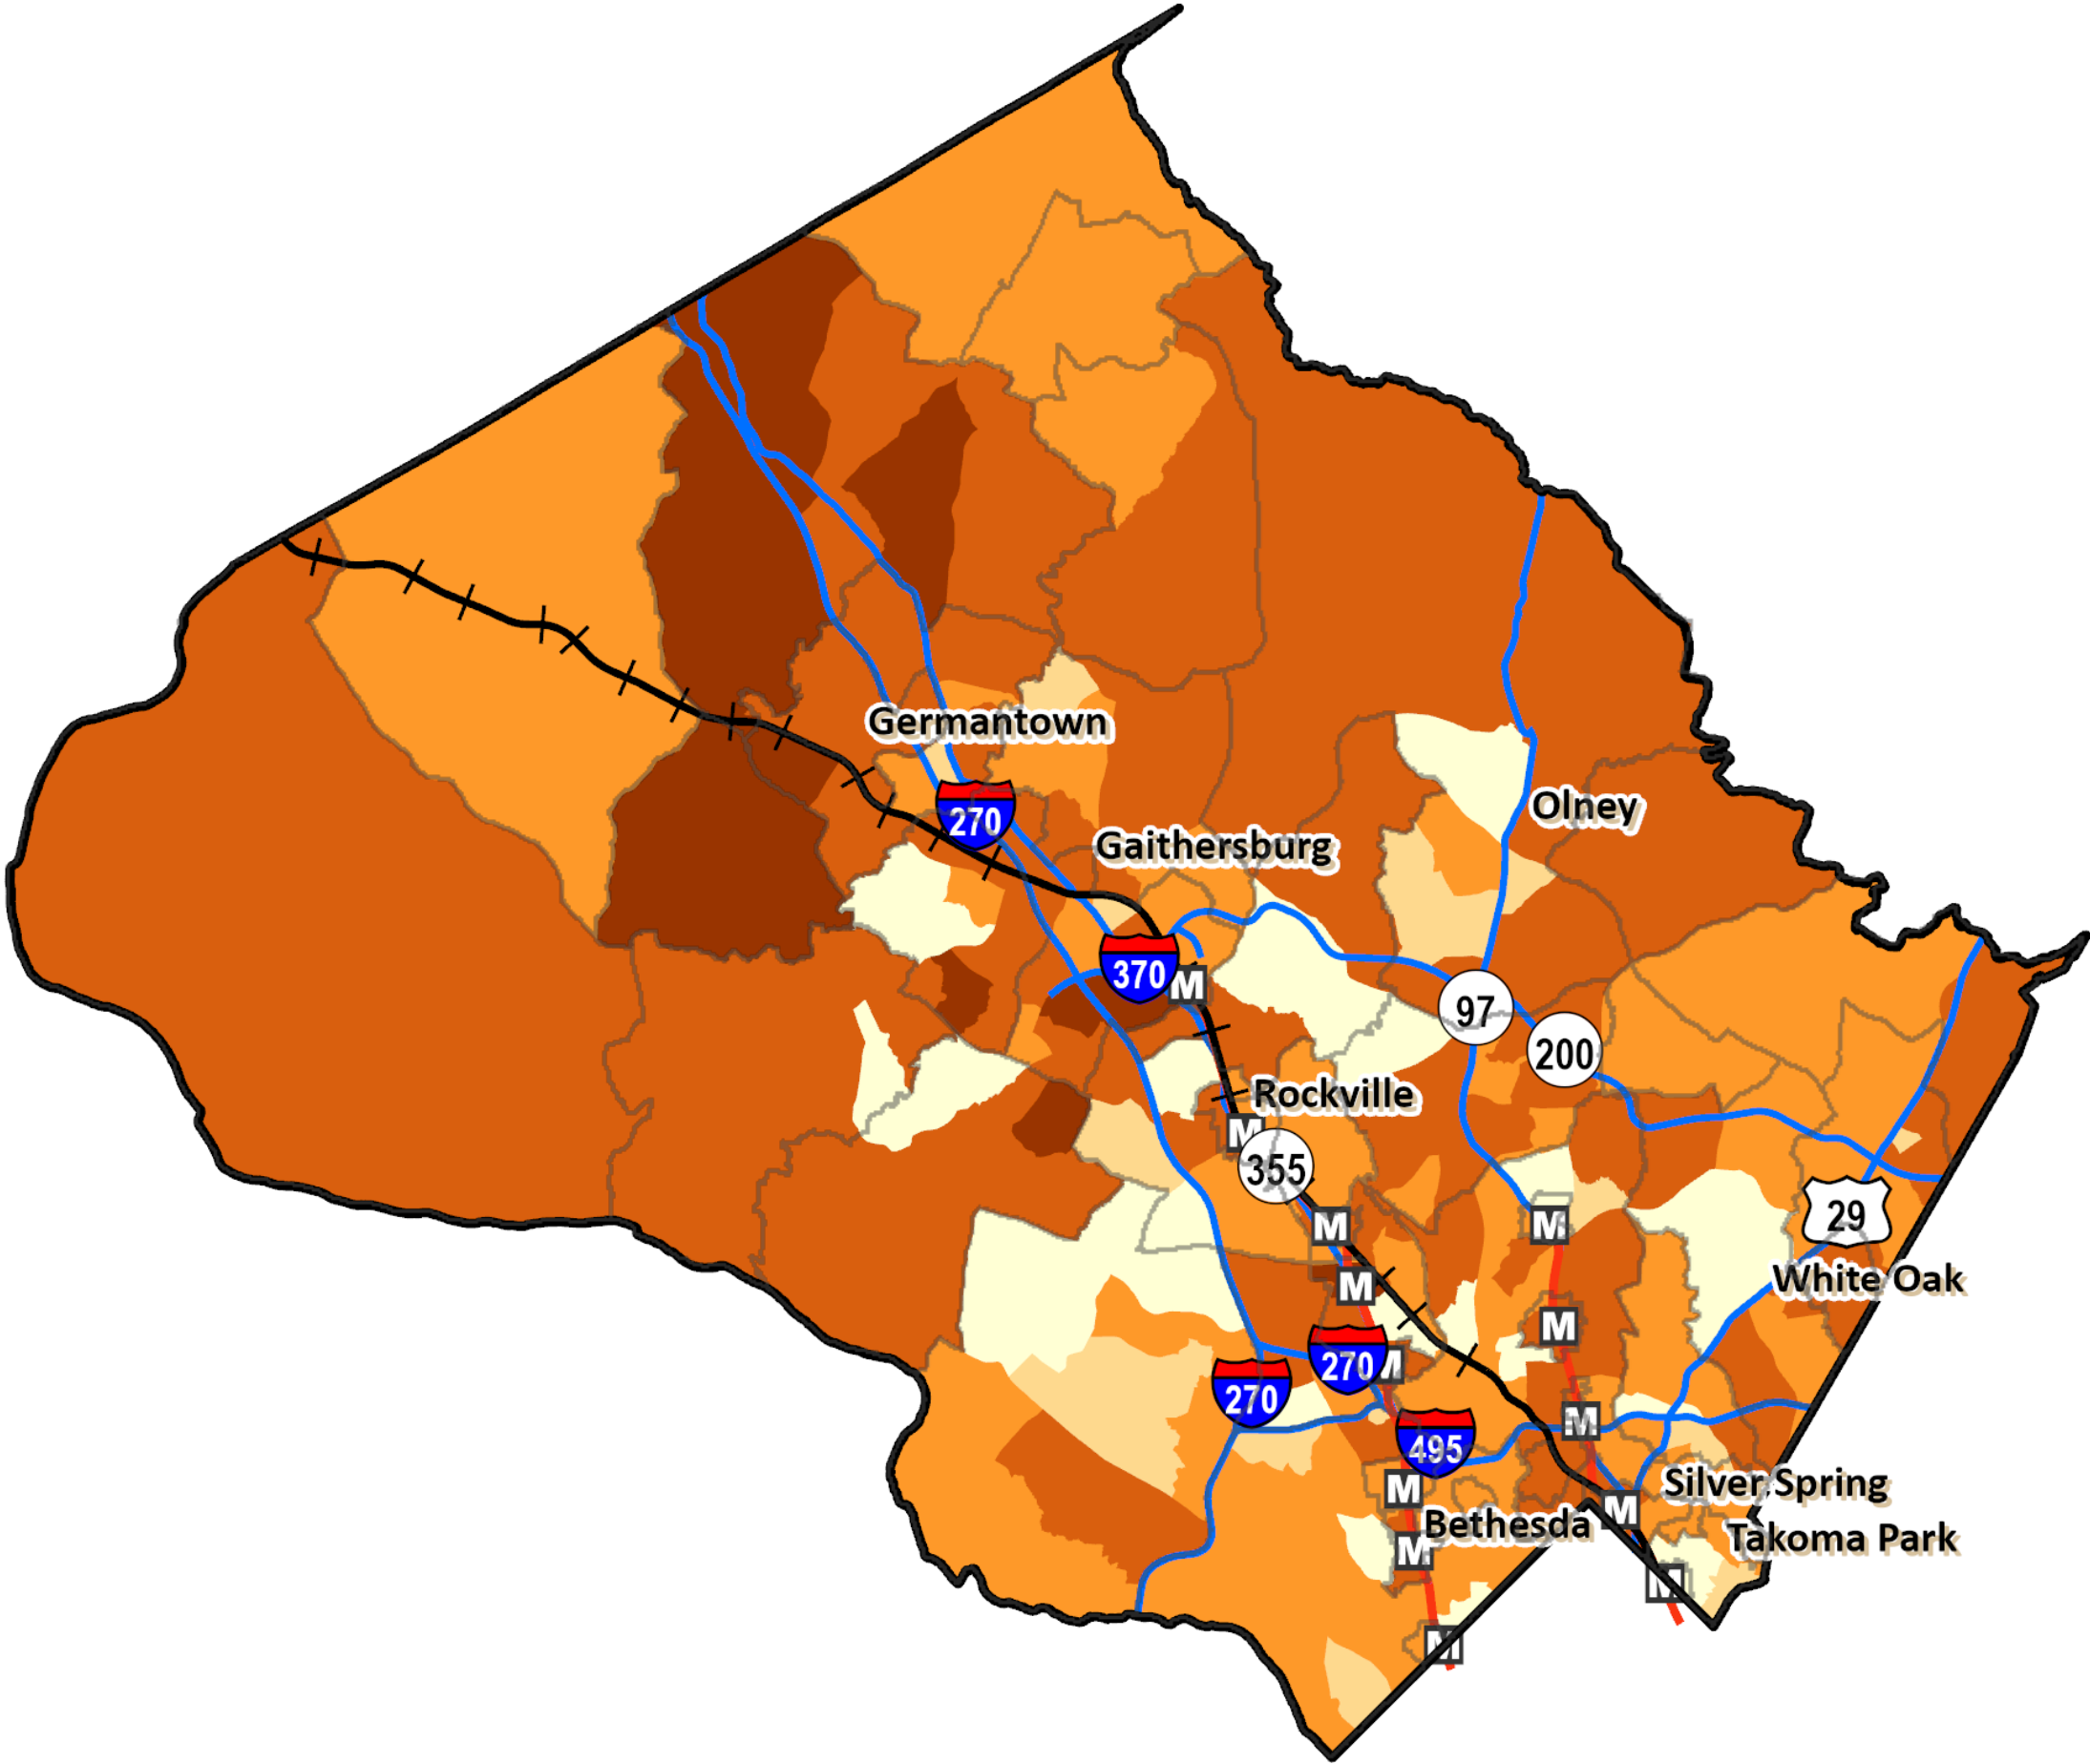 Germantown
270
Olney
Gaithersburg
370
M
97
200
Rockville
M
355
M
M
29
White Oak
M
M
270
M
270
M
495
M
Silver Spring
M
Bethesda
M
Takoma Park
M
M